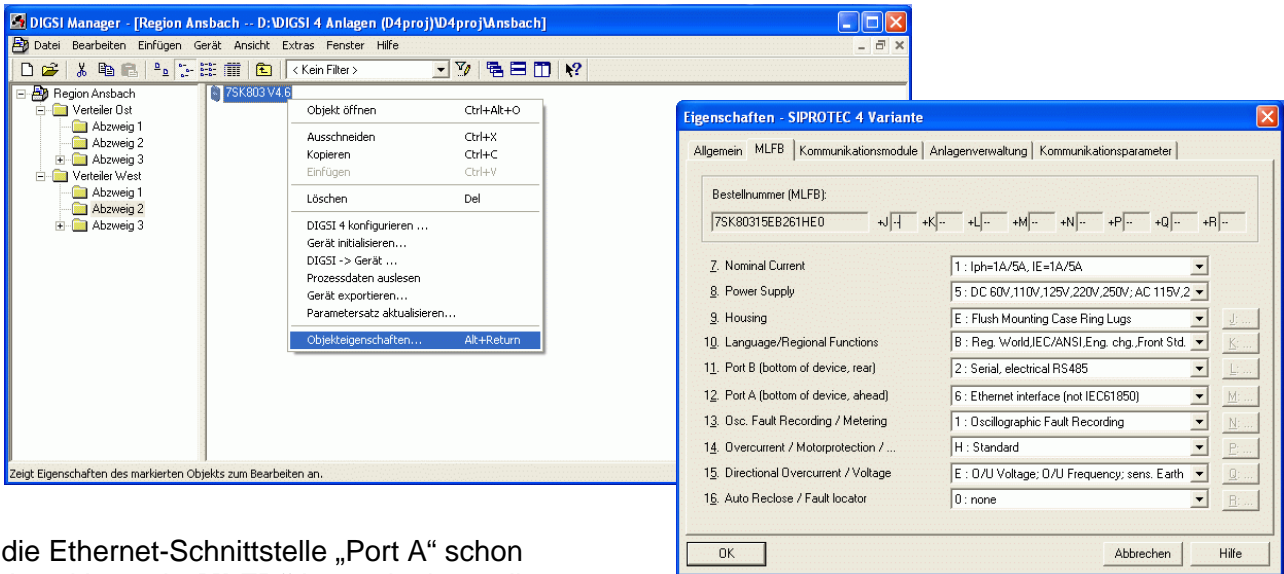 DIGSI Manager - [Region Ansbach -- D:\DIGSI 4 Anlagen (D4proj)\D4proj\Ansbach]
Datei Bearbeiten Einfügen Gerät Ansicht Extras Fenster Hilfe
< Kein Filter >
Region Ansbach
Verteiler Ost
Abzweig 1
Abzweig 2
Abzweig 3
Verteiler West
Abzweig 1
Abzweig 2
Abzweig 3
7SK803 V4.6
Objekt öffnen Ctrl+Alt+O
Ausschneiden Ctrl+X
Kopieren Ctrl+C
Einfügen Ctrl+V
Löschen Del
DIGSI 4 konfigurieren ...
Gerät initialisieren...
DIGSI -> Gerät ...
Prozessdaten auslesen
Gerät exportieren...
Parametersatz aktualisieren...
Objekteigenschaften... Alt+Return
Zeigt Eigenschaften des markierten Objekts zum Bearbeiten an.
Eigenschaften - SIPROTEC 4 Variante
Allgemein MLFB Kommunikationsmodule Anlagenverwaltung Kommunikationsparameter
Bestellnummer (MLFB):
7SK80315EB261HE0 +J -- +K -- +L -- +M -- +N -- +P -- +Q -- +R --
7. Nominal Current 1 : Iph=1A/5A, IE=1A/5A
8. Power Supply 5 : DC 60V,110V,125V,220V,250V; AC 115V,2
9. Housing E : Flush Mounting Case Ring Lugs J: ...
10. Language/Regional Functions B : Reg. World,IEC/ANSI,Eng. chg.,Front Std. K: ...
11. Port B (bottom of device, rear) 2 : Serial, electrical RS485 L: ...
12. Port A (bottom of device, ahead) 6 : Ethernet interface (not IEC61850) M: ...
13. Osc. Fault Recording / Metering 1 : Oscillographic Fault Recording N: ...
14. Overcurrent / Motorprotection / ... H : Standard P: ...
15. Directional Overcurrent / Voltage E : O/U Voltage; O/U Frequency; sens. Earth Q: ...
16. Auto Reclose / Fault locator 0 : none R: ...
OK Abbrechen Hilfe
die Ethernet-Schnittstelle „Port A“ schon